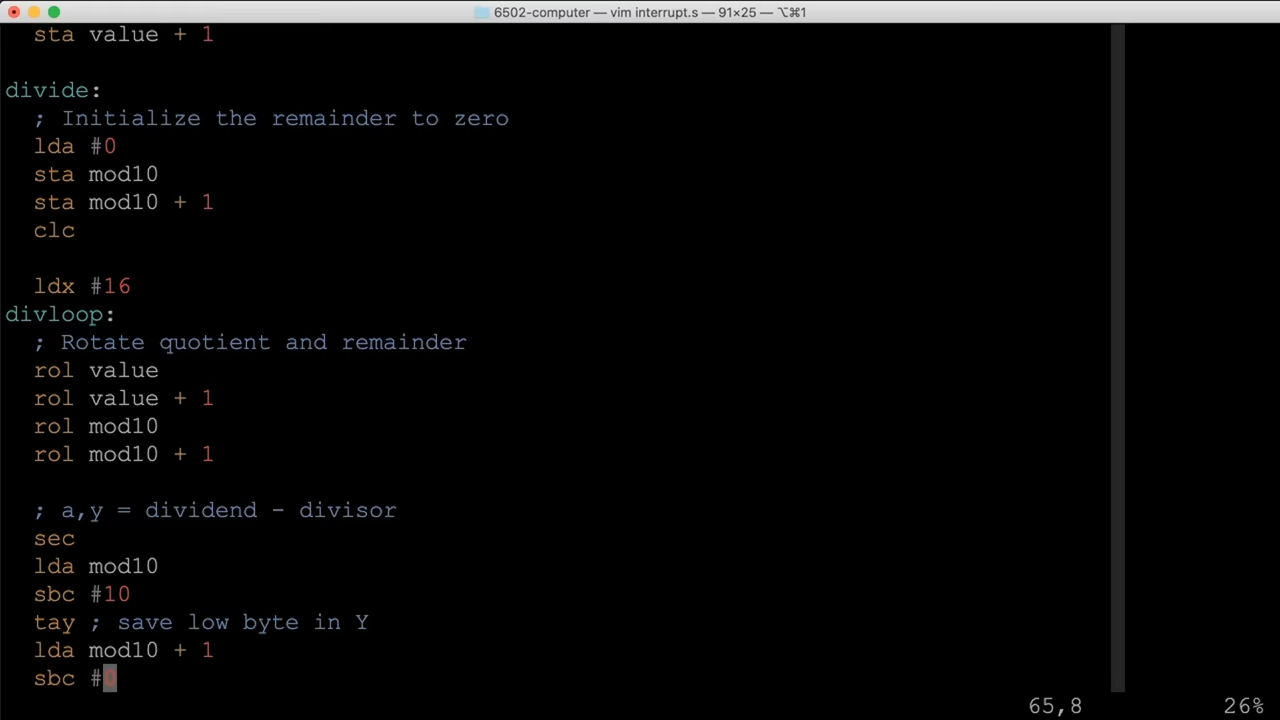 6502-computer — vim interrupt.s — 91×25 — ⌥⌘1
sta value + 1
divide:
; Initialize the remainder to zero
lda #0
sta mod10
sta mod10 + 1
clc
ldx #16
divloop:
; Rotate quotient and remainder
rol value
rol value + 1
rol mod10
rol mod10 + 1
; a,y = dividend - divisor
sec
lda mod10
sbc #10
tay ; save low byte in Y
lda mod10 + 1
sbc #0
65,8 26%